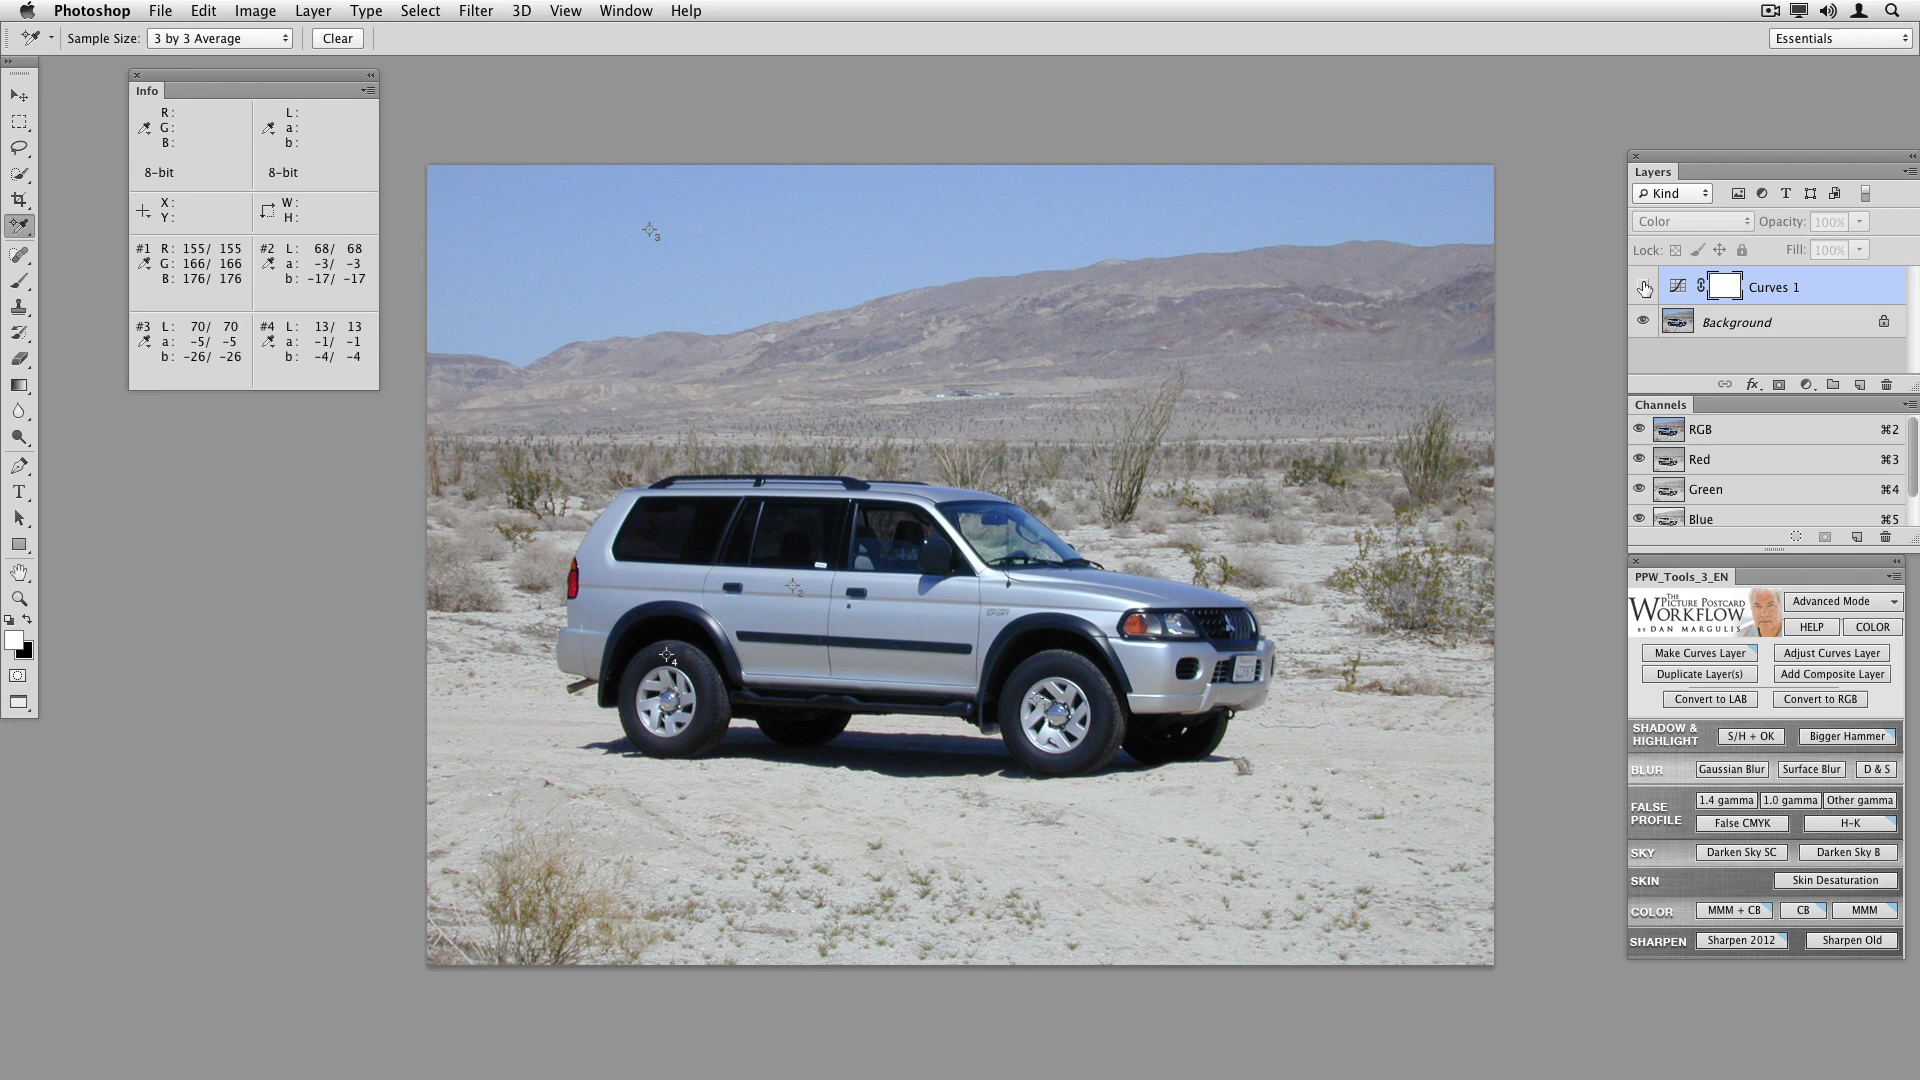 Photoshop File Edit Image Layer Type Select Filter 3D View Window Help
Sample Size: 3 by 3 Average Clear Essentials
Info
R: L:
G: a:
B: b:
8-bit 8-bit
X: W:
Y: H:
#1 R: 155/ 155 #2 L: 68/ 68
G: 166/ 166 a: -3/ -3
B: 176/ 176 b: -17/ -17
#3 L: 70/ 70 #4 L: 13/ 13
a: -5/ -5 a: -1/ -1
b: -26/ -26 b: -4/ -4
3
2
4
SPORT
Layers
Kind
Color Opacity: 100%
Lock: Fill: 100%
Curves 1
Background
fx
Channels
RGB ⌘2
Red ⌘3
Green ⌘4
Blue ⌘5
PPW_Tools_3_EN
THE PICTURE POSTCARD
WORKFLOW
BY DAN MARGULIS
Advanced Mode
HELP COLOR
Make Curves Layer Adjust Curves Layer
Duplicate Layer(s) Add Composite Layer
Convert to LAB Convert to RGB
SHADOW & HIGHLIGHT S/H + OK Bigger Hammer
BLUR Gaussian Blur Surface Blur D & S
FALSE PROFILE 1.4 gamma 1.0 gamma Other gamma
False CMYK H-K
SKY Darken Sky SC Darken Sky B
SKIN Skin Desaturation
COLOR MMM + CB CB MMM
SHARPEN Sharpen 2012 Sharpen Old